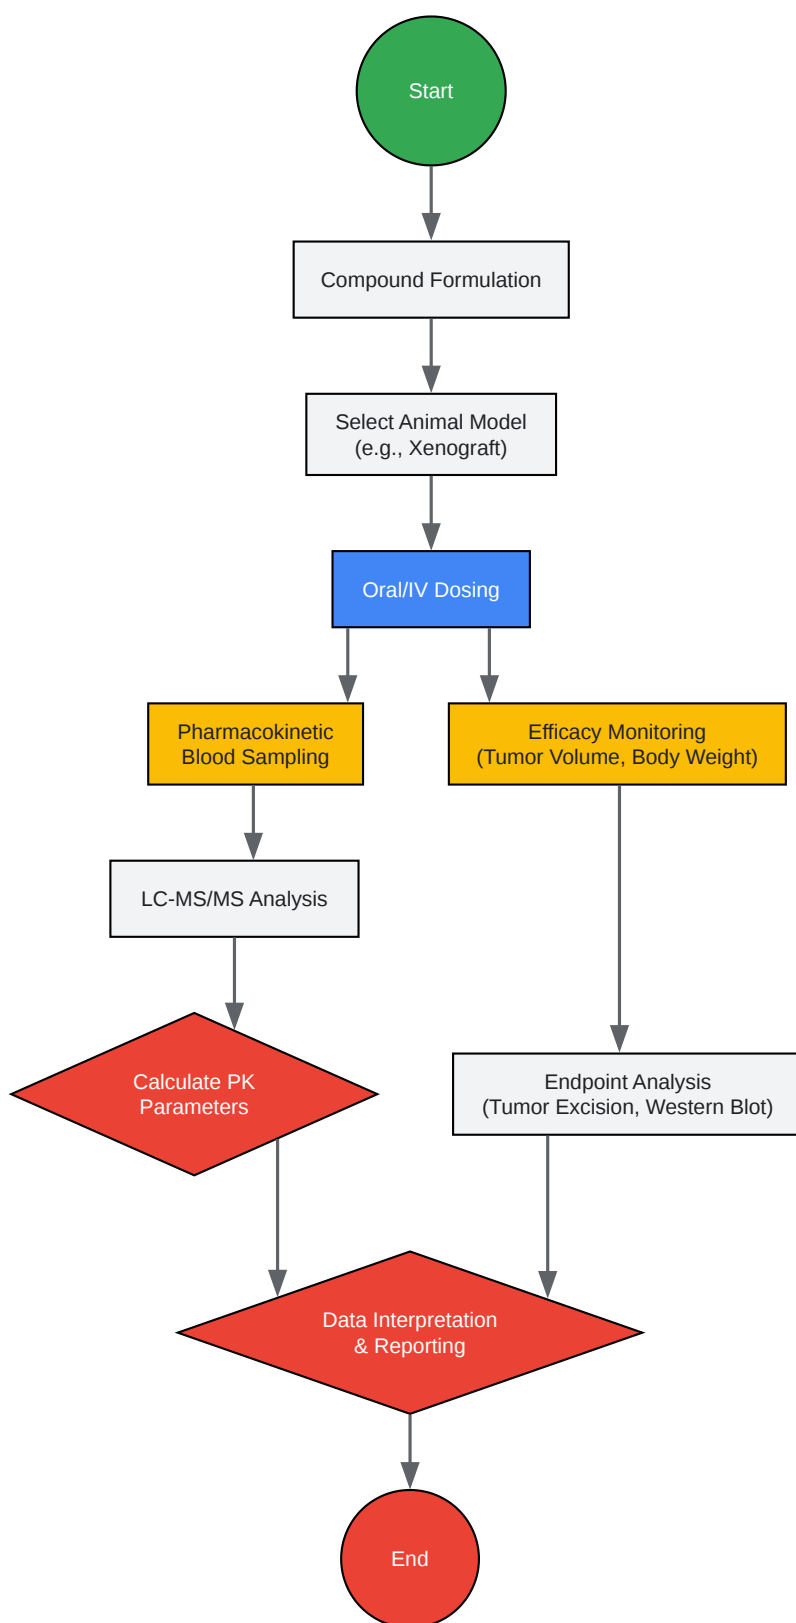 Start
Compound Formulation
Select Animal Model
(e.g., Xenograft)
Oral/IV Dosing
Pharmacokinetic
Blood Sampling
Efficacy Monitoring
(Tumor Volume, Body Weight)
LC-MS/MS Analysis
Calculate PK
Parameters
Endpoint Analysis
(Tumor Excision, Western Blot)
Data Interpretation
& Reporting
End